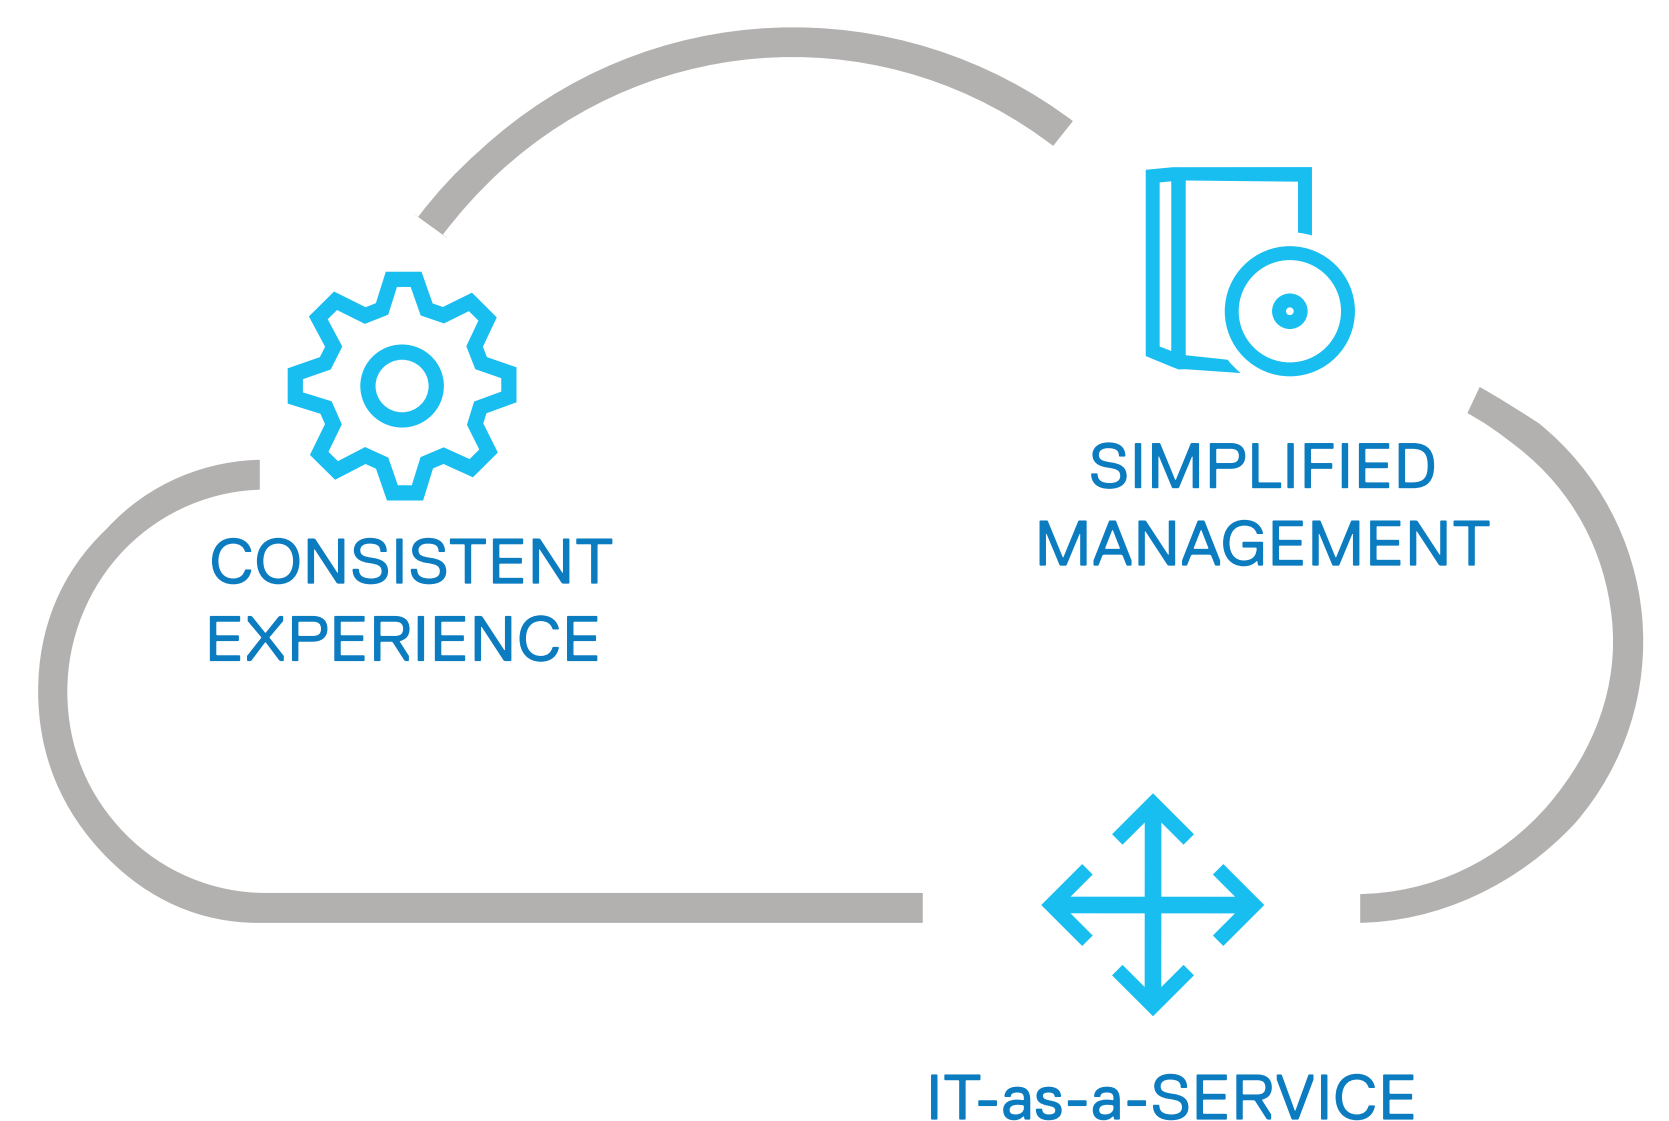 CONSISTENT
EXPERIENCE
SIMPLIFIED
MANAGEMENT
IT-as-a-SERVICE